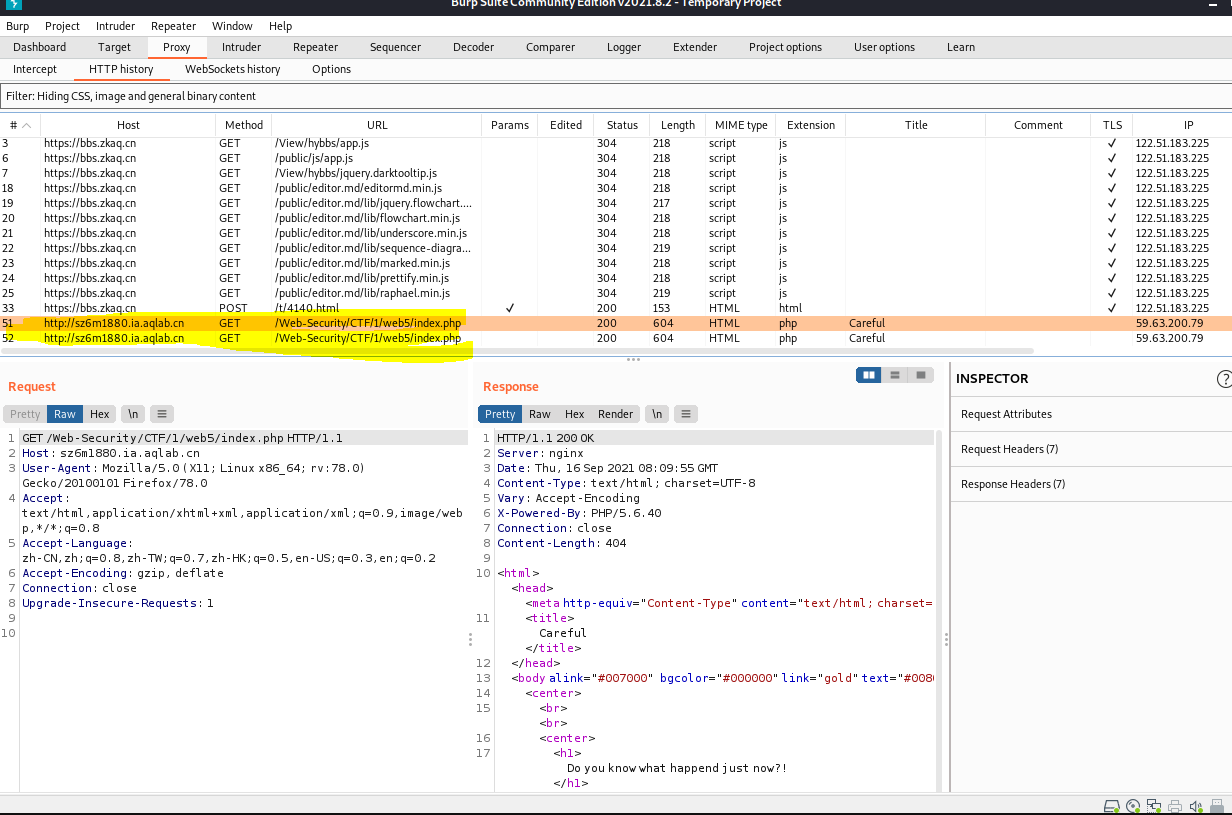 Burp Suite Community Edition v2021.8.2 - Temporary Project
Burp Project Intruder Repeater Window Help
Dashboard Target Proxy Intruder Repeater Sequencer Decoder Comparer Logger Extender Project options User options Learn
Intercept HTTP history WebSockets history Options
Filter: Hiding CSS, image and general binary content
# Host Method URL Params Edited Status Length MIME type Extension Title Comment TLS IP
3 https://bbs.zkaq.cn GET /View/hybbs/app.js 304 218 script js ✓ 122.51.183.225
6 https://bbs.zkaq.cn GET /public/js/app.js 304 218 script js ✓ 122.51.183.225
7 https://bbs.zkaq.cn GET /View/hybbs/jquery.darktooltip.js 304 218 script js ✓ 122.51.183.225
18 https://bbs.zkaq.cn GET /public/editor.md/editormd.min.js 304 218 script js ✓ 122.51.183.225
19 https://bbs.zkaq.cn GET /public/editor.md/lib/jquery.flowchart.... 304 217 script js ✓ 122.51.183.225
20 https://bbs.zkaq.cn GET /public/editor.md/lib/flowchart.min.js 304 218 script js ✓ 122.51.183.225
21 https://bbs.zkaq.cn GET /public/editor.md/lib/underscore.min.js 304 218 script js ✓ 122.51.183.225
22 https://bbs.zkaq.cn GET /public/editor.md/lib/sequence-diagra... 304 219 script js ✓ 122.51.183.225
23 https://bbs.zkaq.cn GET /public/editor.md/lib/marked.min.js 304 218 script js ✓ 122.51.183.225
24 https://bbs.zkaq.cn GET /public/editor.md/lib/prettify.min.js 304 218 script js ✓ 122.51.183.225
25 https://bbs.zkaq.cn GET /public/editor.md/lib/raphael.min.js 304 219 script js ✓ 122.51.183.225
33 https://bbs.zkaq.cn POST /t/4140.html ✓ 200 153 HTML html ✓ 122.51.183.225
51 http://sz6m1880.ia.aqlab.cn GET /Web-Security/CTF/1/web5/index.php 200 604 HTML php Careful 59.63.200.79
52 http://sz6m1880.ia.aqlab.cn GET /Web-Security/CTF/1/web5/index.php 200 604 HTML php Careful 59.63.200.79
Request
Pretty Raw Hex \n
1 GET /Web-Security/CTF/1/web5/index.php HTTP/1.1
2 Host: sz6m1880.ia.aqlab.cn
3 User-Agent: Mozilla/5.0 (X11; Linux x86_64; rv:78.0)
Gecko/20100101 Firefox/78.0
4 Accept:
text/html,application/xhtml+xml,application/xml;q=0.9,image/web
p,*/*;q=0.8
5 Accept-Language:
zh-CN,zh;q=0.8,zh-TW;q=0.7,zh-HK;q=0.5,en-US;q=0.3,en;q=0.2
6 Accept-Encoding: gzip, deflate
7 Connection: close
8 Upgrade-Insecure-Requests: 1
9
10
Response
Pretty Raw Hex Render \n
1 HTTP/1.1 200 OK
2 Server: nginx
3 Date: Thu, 16 Sep 2021 08:09:55 GMT
4 Content-Type: text/html; charset=UTF-8
5 Vary: Accept-Encoding
6 X-Powered-By: PHP/5.6.40
7 Connection: close
8 Content-Length: 404
9
10 <html>
<head>
<meta http-equiv="Content-Type" content="text/html; charset=
11 <title>
Careful
</title>
12 </head>
13 <body alink="#007000" bgcolor="#000000" link="gold" text="#008
14 <center>
15 <br>
<br>
16 <center>
17 <h1>
Do you know what happend just now?!
</h1>
INSPECTOR
?
Request Attributes
Request Headers (7)
Response Headers (7)